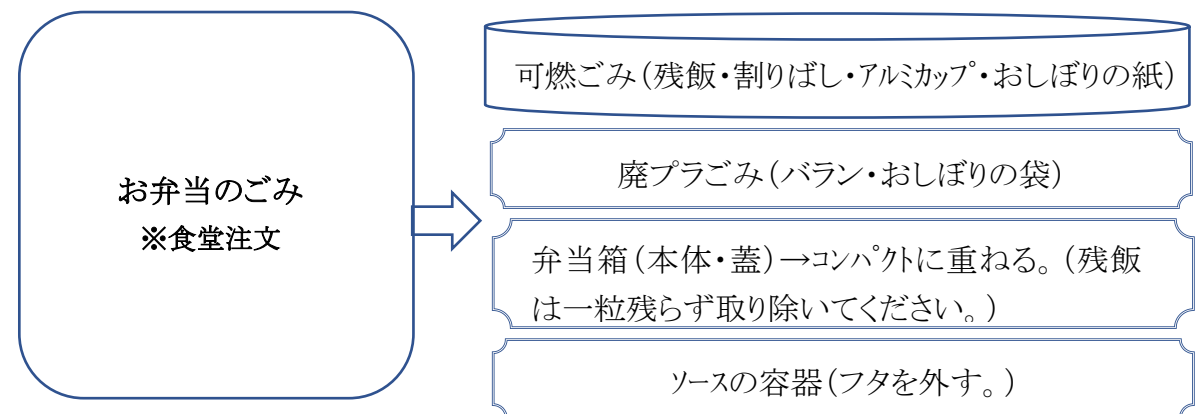 お弁当のごみ
※食堂注文
可燃ごみ(残飯・割りばし・ｱﾙﾐｶｯﾌﾟ・おしぼりの紙)
廃プラごみ(バラン・おしぼりの袋)
弁当箱(本体・蓋)→ｺﾝﾊﾟｸﾄに重ねる。(残飯
は一粒残らず取り除いてください。)
ｿｰｽの容器(フタを外す。)